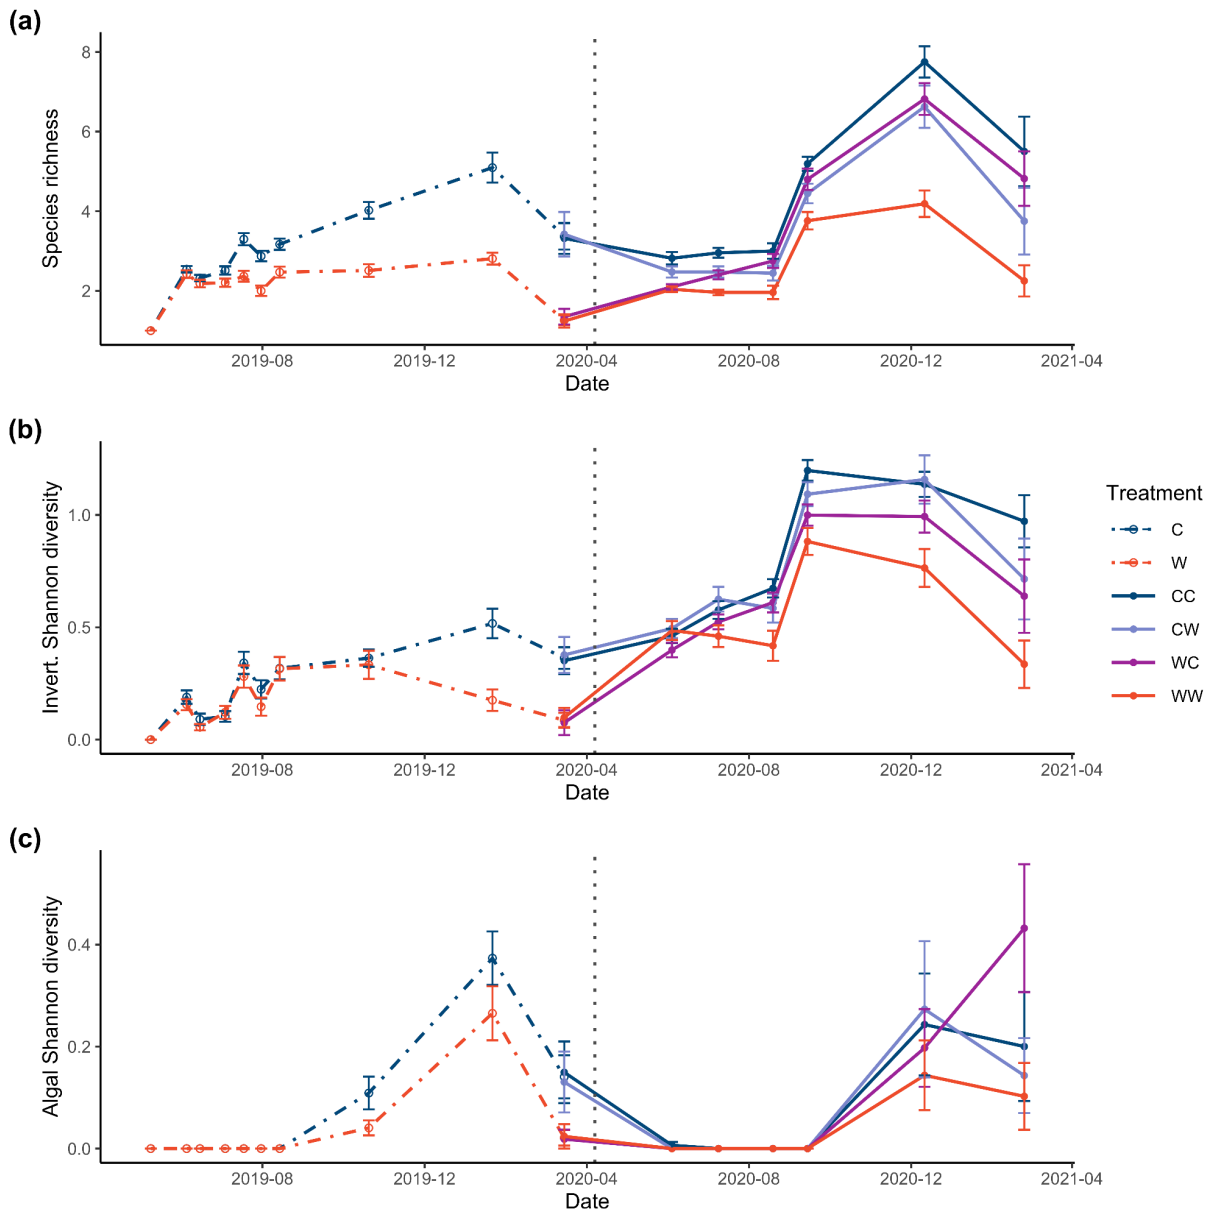 (a)
Species richness
8
6
4
2
2019-08
2019-12
2020-04
2020-08
2020-12
2021-04
Date
(b)
Invert. Shannon diversity
1.0
0.5
0.0
2019-08
2019-12
2020-04
2020-08
2020-12
2021-04
Date
Treatment
C
W
CC
CW
WC
WW
(c)
Algal Shannon diversity
0.4
0.2
0.0
2019-08
2019-12
2020-04
2020-08
2020-12
2021-04
Date